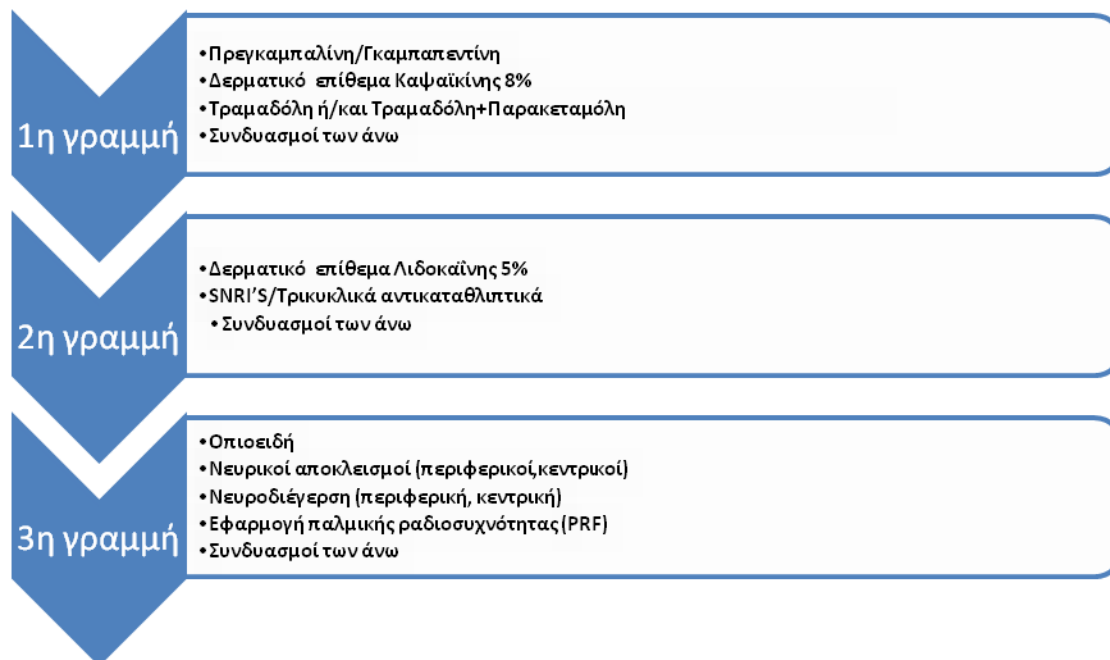 1η γραμμή
•Πρεγκαμπαλίνη/Γκαμπαπεντίνη
•Δερματικό επίθεμα Καψαϊκίνης 8%
•Τραμαδόλη ή/και Τραμαδόλη+Παρακεταμόλη
•Συνδυασμοί των άνω
2η γραμμή
•Δερματικό επίθεμα Λιδοκαΐνης 5%
•SNRI'S/Τρικυκλικά αντικαταθλιπτικά
•Συνδυασμοί των άνω
3η γραμμή
•Οπιοειδή
•Νευρικοί αποκλεισμοί (περιφερικοί,κεντρικοί)
•Νευροδιέγερση (περιφερική, κεντρική)
•Εφαρμογή παλμικής ραδιοσυχνότητας (PRF)
•Συνδυασμοί των άνω